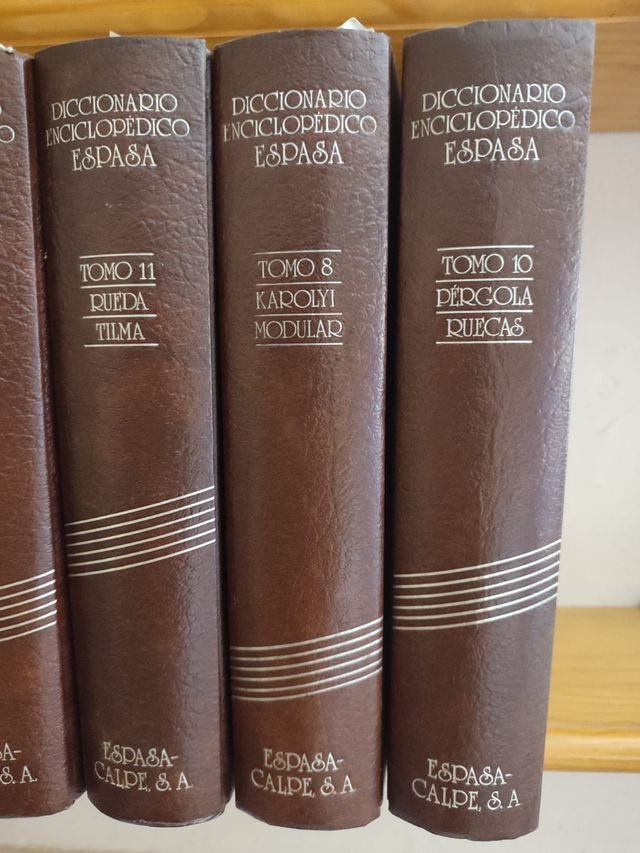 DICCIONARIO
ENCICLOPÉDICO
ESPASA
TOMO 11
RUEDA
TILMA
ESPASA-
CALPE, S. A.
DICCIONARIO
ENCICLOPÉDICO
ESPASA
TOMO 8
KAROLYI
MODULAR
ESPASA-
CALPE, S. A.
DICCIONARIO
ENCICLOPÉDICO
ESPASA
TOMO 10
PÉRGOLA
RUECAS
ESPASA-
CALPE, S. A